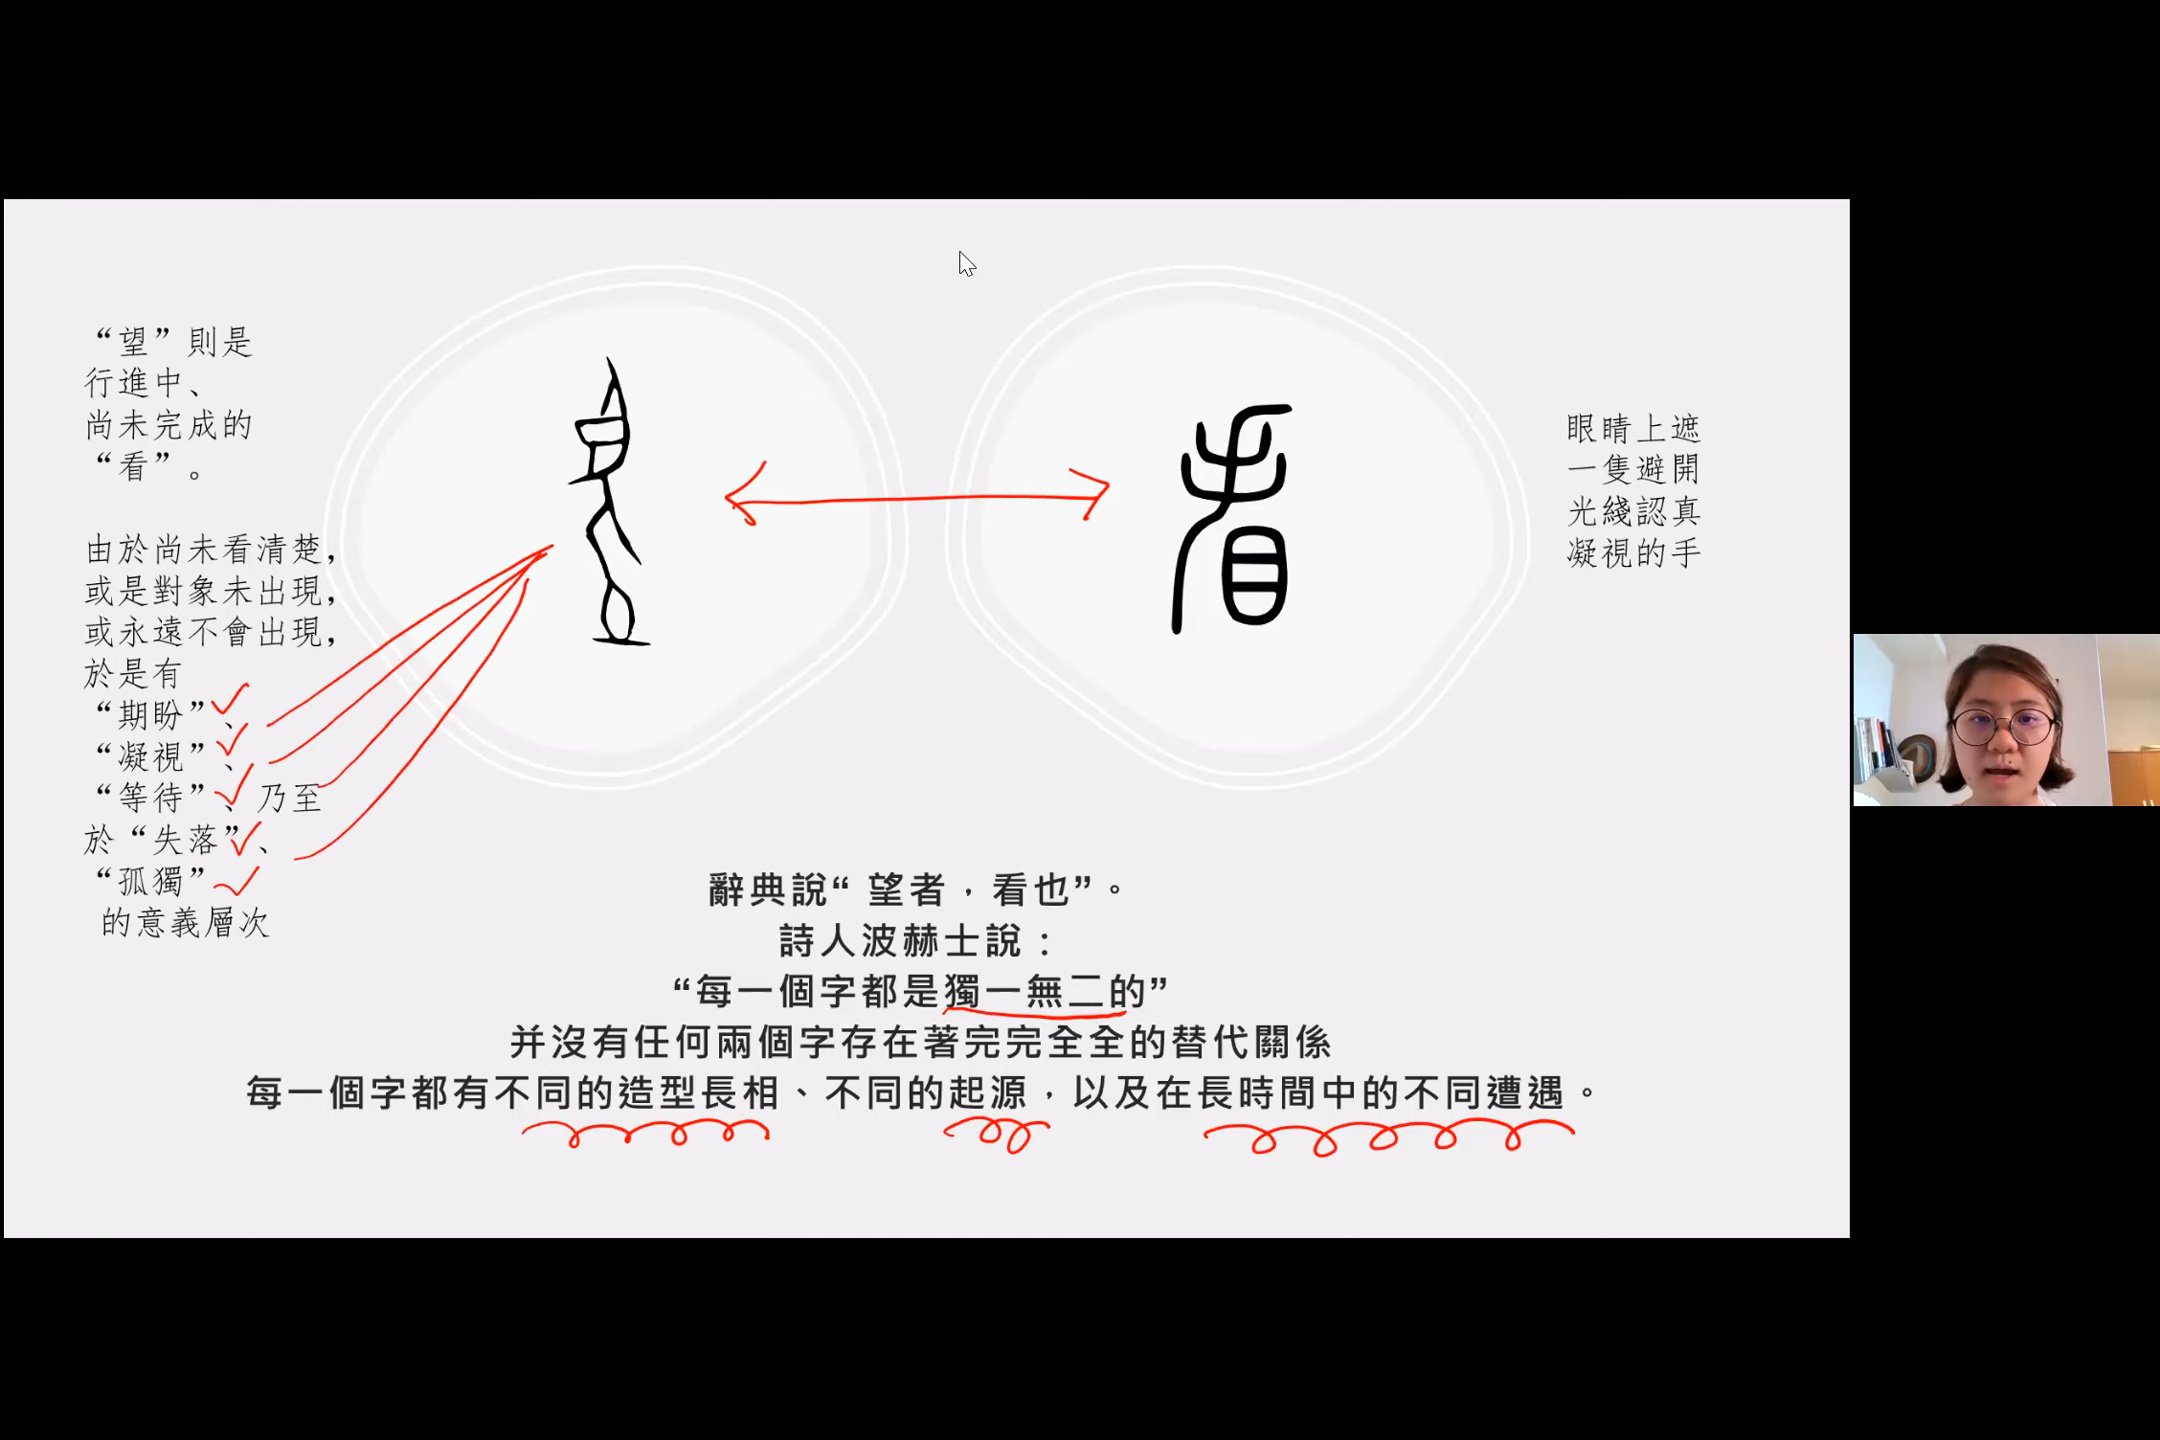 “望”則是
行進中、
尚未完成的
“看”。
由於尚未看清楚，
或是對象未出現，
或永遠不會出現，
於是有
“期盼”、
“凝視”、
“等待”、乃至
於“失落”、
“孤獨”
的意義層次
看
眼睛上遮
一隻避開
光綫認真
凝視的手
辭典說“ 望者，看也”。
詩人波赫士說：
“每一個字都是獨一無二的”
并沒有任何兩個字存在著完完全全的替代關係
每一個字都有不同的造型長相、不同的起源，以及在長時間中的不同遭遇。